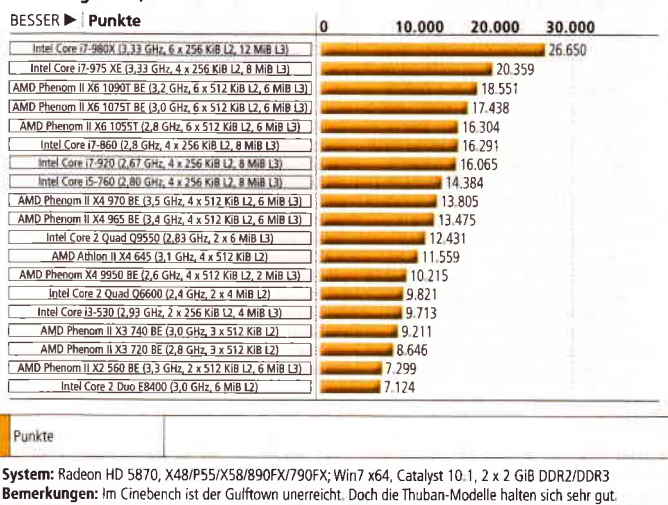 BESSER ► Punkte
0 10.000 20.000 30.000
Intel Core i7-980X (3,33 GHz, 6 x 256 KiB L2, 12 MiB L3) 26.650
Intel Core i7-975 XE (3,33 GHz, 4 x 256 KiB L2, 8 MiB L3) 20.359
AMD Phenom II X6 1090T BE (3,2 GHz, 6 x 512 KiB L2, 6 MiB L3) 18.551
AMD Phenom II X6 1075T BE (3,0 GHz, 6 x 512 KiB L2, 6 MiB L3) 17.438
AMD Phenom II X6 1055T (2,8 GHz, 6 x 512 KiB L2, 6 MiB L3) 16.304
Intel Core i7-860 (2,8 GHz, 4 x 256 KiB L2, 8 MiB L3) 16.291
Intel Core i7-920 (2,67 GHz, 4 x 256 KiB L2, 8 MiB L3) 16.065
Intel Core i5-760 (2,80 GHz, 4 x 256 KiB L2, 8 MiB L3) 14.384
AMD Phenom II X4 970 BE (3,5 GHz, 4 x 512 KiB L2, 6 MiB L3) 13.805
AMD Phenom II X4 965 BE (3,4 GHz, 4 x 512 KiB L2, 6 MiB L3) 13.475
Intel Core 2 Quad Q9550 (2,83 GHz, 2 x 6 MiB L3) 12.431
AMD Athlon II X4 645 (3,1 GHz, 4 x 512 KiB L2) 11.559
AMD Phenom X4 9950 BE (2,6 GHz, 4 x 512 KiB L2, 2 MiB L3) 10.215
Intel Core 2 Quad Q6600 (2,4 GHz, 2 x 4 MiB L2) 9.821
Intel Core i3-530 (2,93 GHz, 2 x 256 KiB L2, 4 MiB L3) 9.713
AMD Phenom II X3 740 BE (3,0 GHz, 3 x 512 KiB L2) 9.211
AMD Phenom II X3 720 BE (2,8 GHz, 3 x 512 KiB L2) 8.646
AMD Phenom II X2 560 BE (3,3 GHz, 2 x 512 KiB L2, 6 MiB L3) 7.299
Intel Core 2 Duo E8400 (3,0 GHz, 6 MiB L2) 7.124
Punkte
System: Radeon HD 5870, X48/P55/X58/890FX/790FX; Win7 x64, Catalyst 10.1, 2 x 2 GiB DDR2/DDR3
Bemerkungen: Im Cinebench ist der Gulftown unerreicht. Doch die Thuban-Modelle halten sich sehr gut.